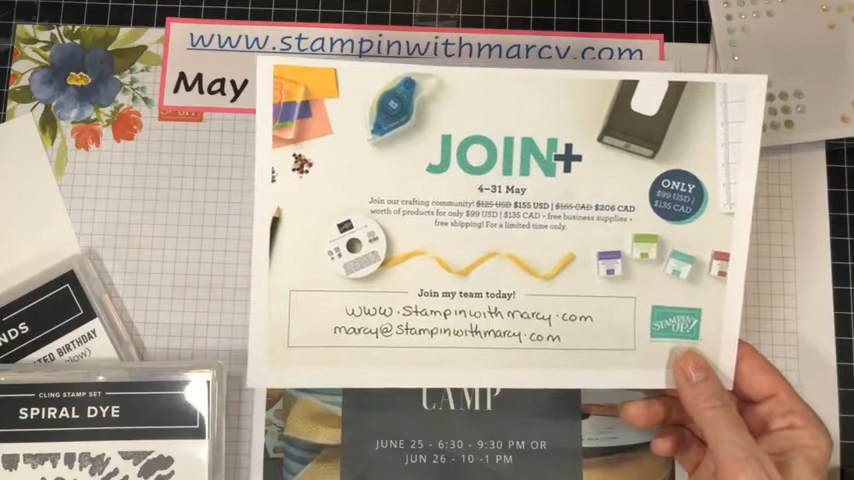 www.stampinwithmarcy.com
May
JOIN+
4–31 May
Join our crafting community! $125 USD $155 USD | $165 CAD $206 CAD
worth of products for only $99 USD | $135 CAD + free business supplies +
free shipping! For a limited time only.
ONLY
$99 USD |
$135 CAD
Join my team today!
www.stampinwithmarcy.com
marcy@stampinwithmarcy.com
STAMPIN' UP!
NDS
TED BIRTHDAY
CLING STAMP SET
SPIRAL DYE
CAMP
JUNE 25 - 6:30 - 9:30 PM OR
JUN 26 - 10 -1 PM